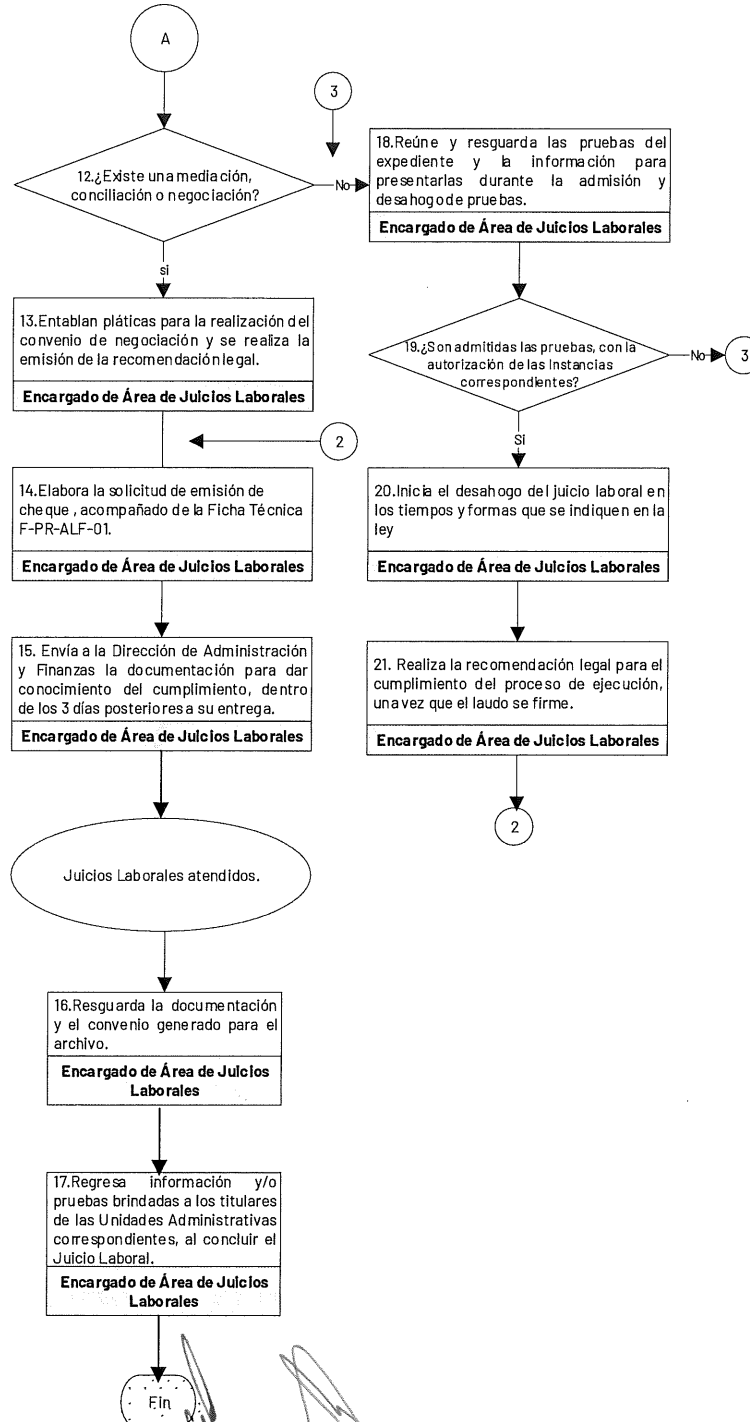 A
12.¿Existe una mediación,
conciliación o negociación?
si
13.Entablan pláticas para la realización del
convenio de negociación y se realiza la
emisión de la recomendación legal.
Encargado de Área de Juicios Laborales
2
14.Elabora la solicitud de emisión de
cheque , acompañado de la Ficha Técnica
F-PR-ALF-01.
Encargado de Área de Juicios Laborales
15. Envía a la Dirección de Administración
y Finanzas la documentación para dar
conocimiento del cumplimiento, dentro
de los 3 días posteriores a su entrega.
Encargado de Área de Juicios Laborales
Juicios Laborales atendidos.
16.Resguarda la documentación
y el convenio generado para el
archivo.
Encargado de Área de Juicios
Laborales
17.Regresa información y/o
pruebas brindadas a los titulares
de las Unidades Administrativas
correspondientes, al concluir el
Juicio Laboral.
Encargado de Área de Juicios
Laborales
Fin
3
No
18.Reúne y resguarda las pruebas del
expediente y la información para
presentarlas durante la admisión y
desahogo de pruebas.
Encargado de Área de Juicios Laborales
19.¿Son admitidas las pruebas, con la
autorización de las Instancias
correspondientes?
No
3
Si
20.Inicia el desahogo del juicio laboral en
los tiempos y formas que se indiquen en la
ley
Encargado de Área de Juicios Laborales
21. Realiza la recomendación legal para el
cumplimiento del proceso de ejecución,
una vez que el laudo se firme.
Encargado de Área de Juicios Laborales
2